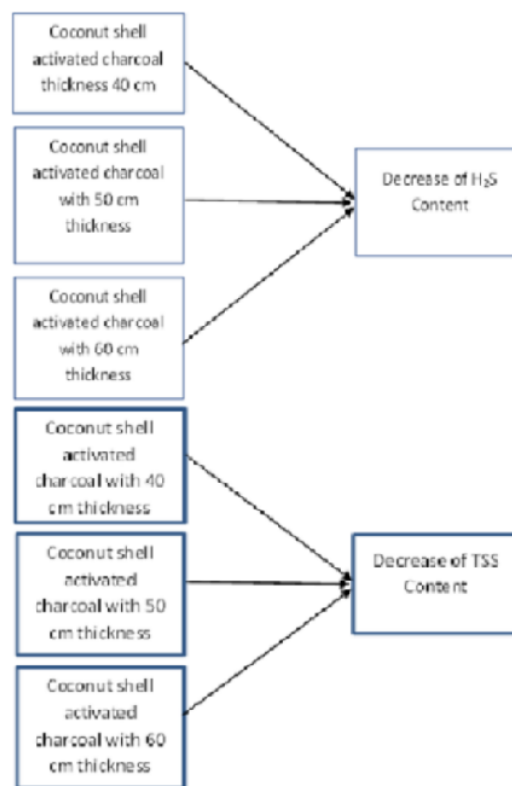 Coconut shell
activated charcoal
thickness 40 cm
Coconut shell
activated charcoal
with 50 cm
thickness
Decrease of H₂S
Content
Coconut shell
activated charcoal
with 60 cm
thickness
Coconut shell
activated
charcoal with 40
cm thickness
Coconut shell
activated
charcoal with 50
cm thickness
Decrease of TSS
Content
Coconut shell
activated
charcoal with 60
cm thickness